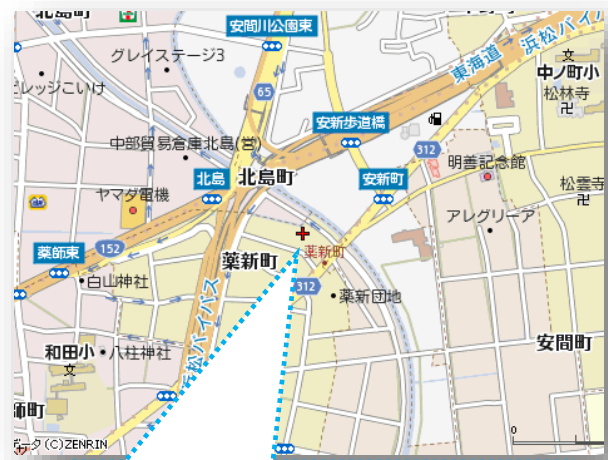 北島町
安間川公園東
グレイステージ3
東海道
浜松バイパス
中ノ町小
松林寺
レッジこいけ
65
安新歩道橋
中部貿易倉庫北島(営)
312
明善記念館
北島
北島町
安新町
松雲寺
ヤマダ電機
アレグリーア
薬師東
152
薬新町
薬新町
白山神社
312
薬新団地
浜松バイパス
和田小
八柱神社
安間町
師町
データ(C)ZENRIN
0